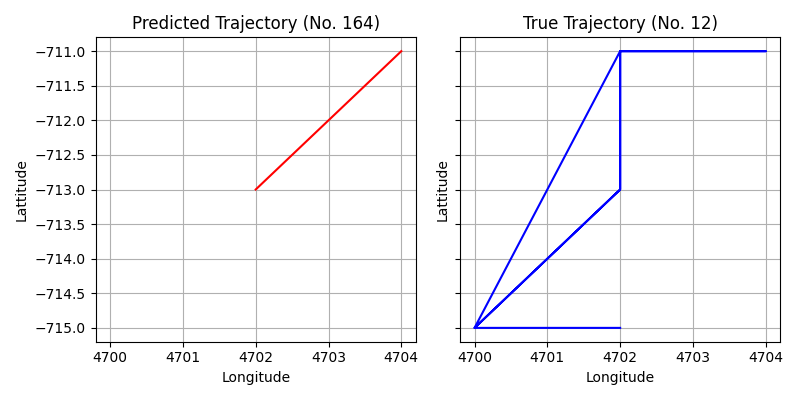 Predicted Trajectory (No. 164)
True Trajectory (No. 12)
Lattitude
−711.0
−711.5
−712.0
−712.5
−713.0
−713.5
−714.0
−714.5
−715.0
4700 4701 4702 4703 4704
Longitude
Lattitude
4700 4701 4702 4703 4704
Longitude